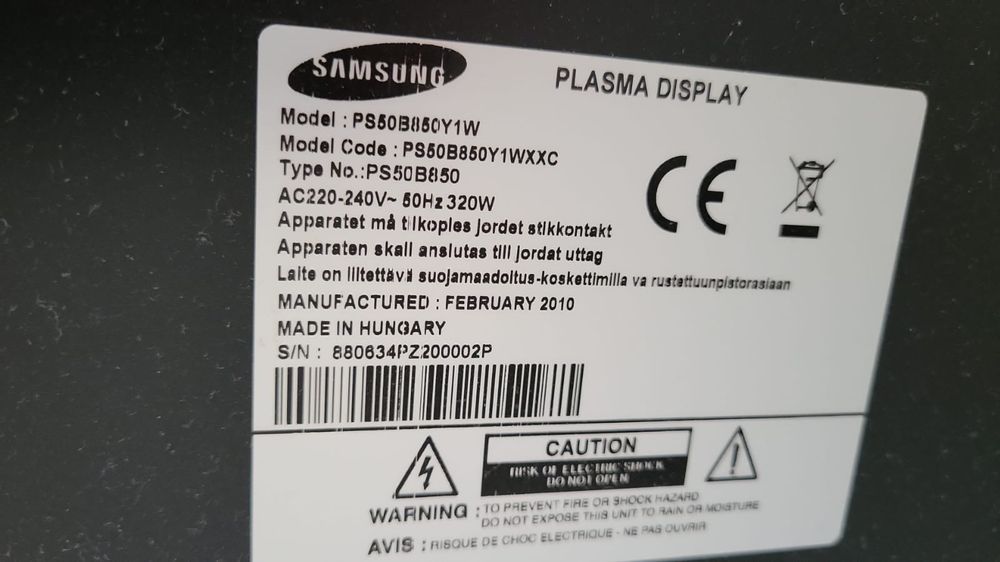 SAMSUNG
PLASMA DISPLAY
Model : PS50B850Y1W
Model Code : PS50B850Y1WXXC
Type No.:PS50B850
AC220-240V~ 50Hz 320W
Apparatet må tilkoples jordet stikkontakt
Apparaten skall anslutas till jordat uttag
Laite on liitettävä suojamaadoitus-koskettimilla va rustettuunpistorasiaan
MANUFACTURED : FEBRUARY 2010
MADE IN HUNGARY
S/N : 880634PZ200002P
CE
CAUTION
RISK OF ELECTRIC SHOCK
DO NOT OPEN
WARNING : TO PREVENT FIRE OR SHOCK HAZARD
DO NOT EXPOSE THIS UNIT TO RAIN OR MOISTURE
AVIS : RISQUE DE CHOC ELECTRIQUE - NE PAS OUVRIR